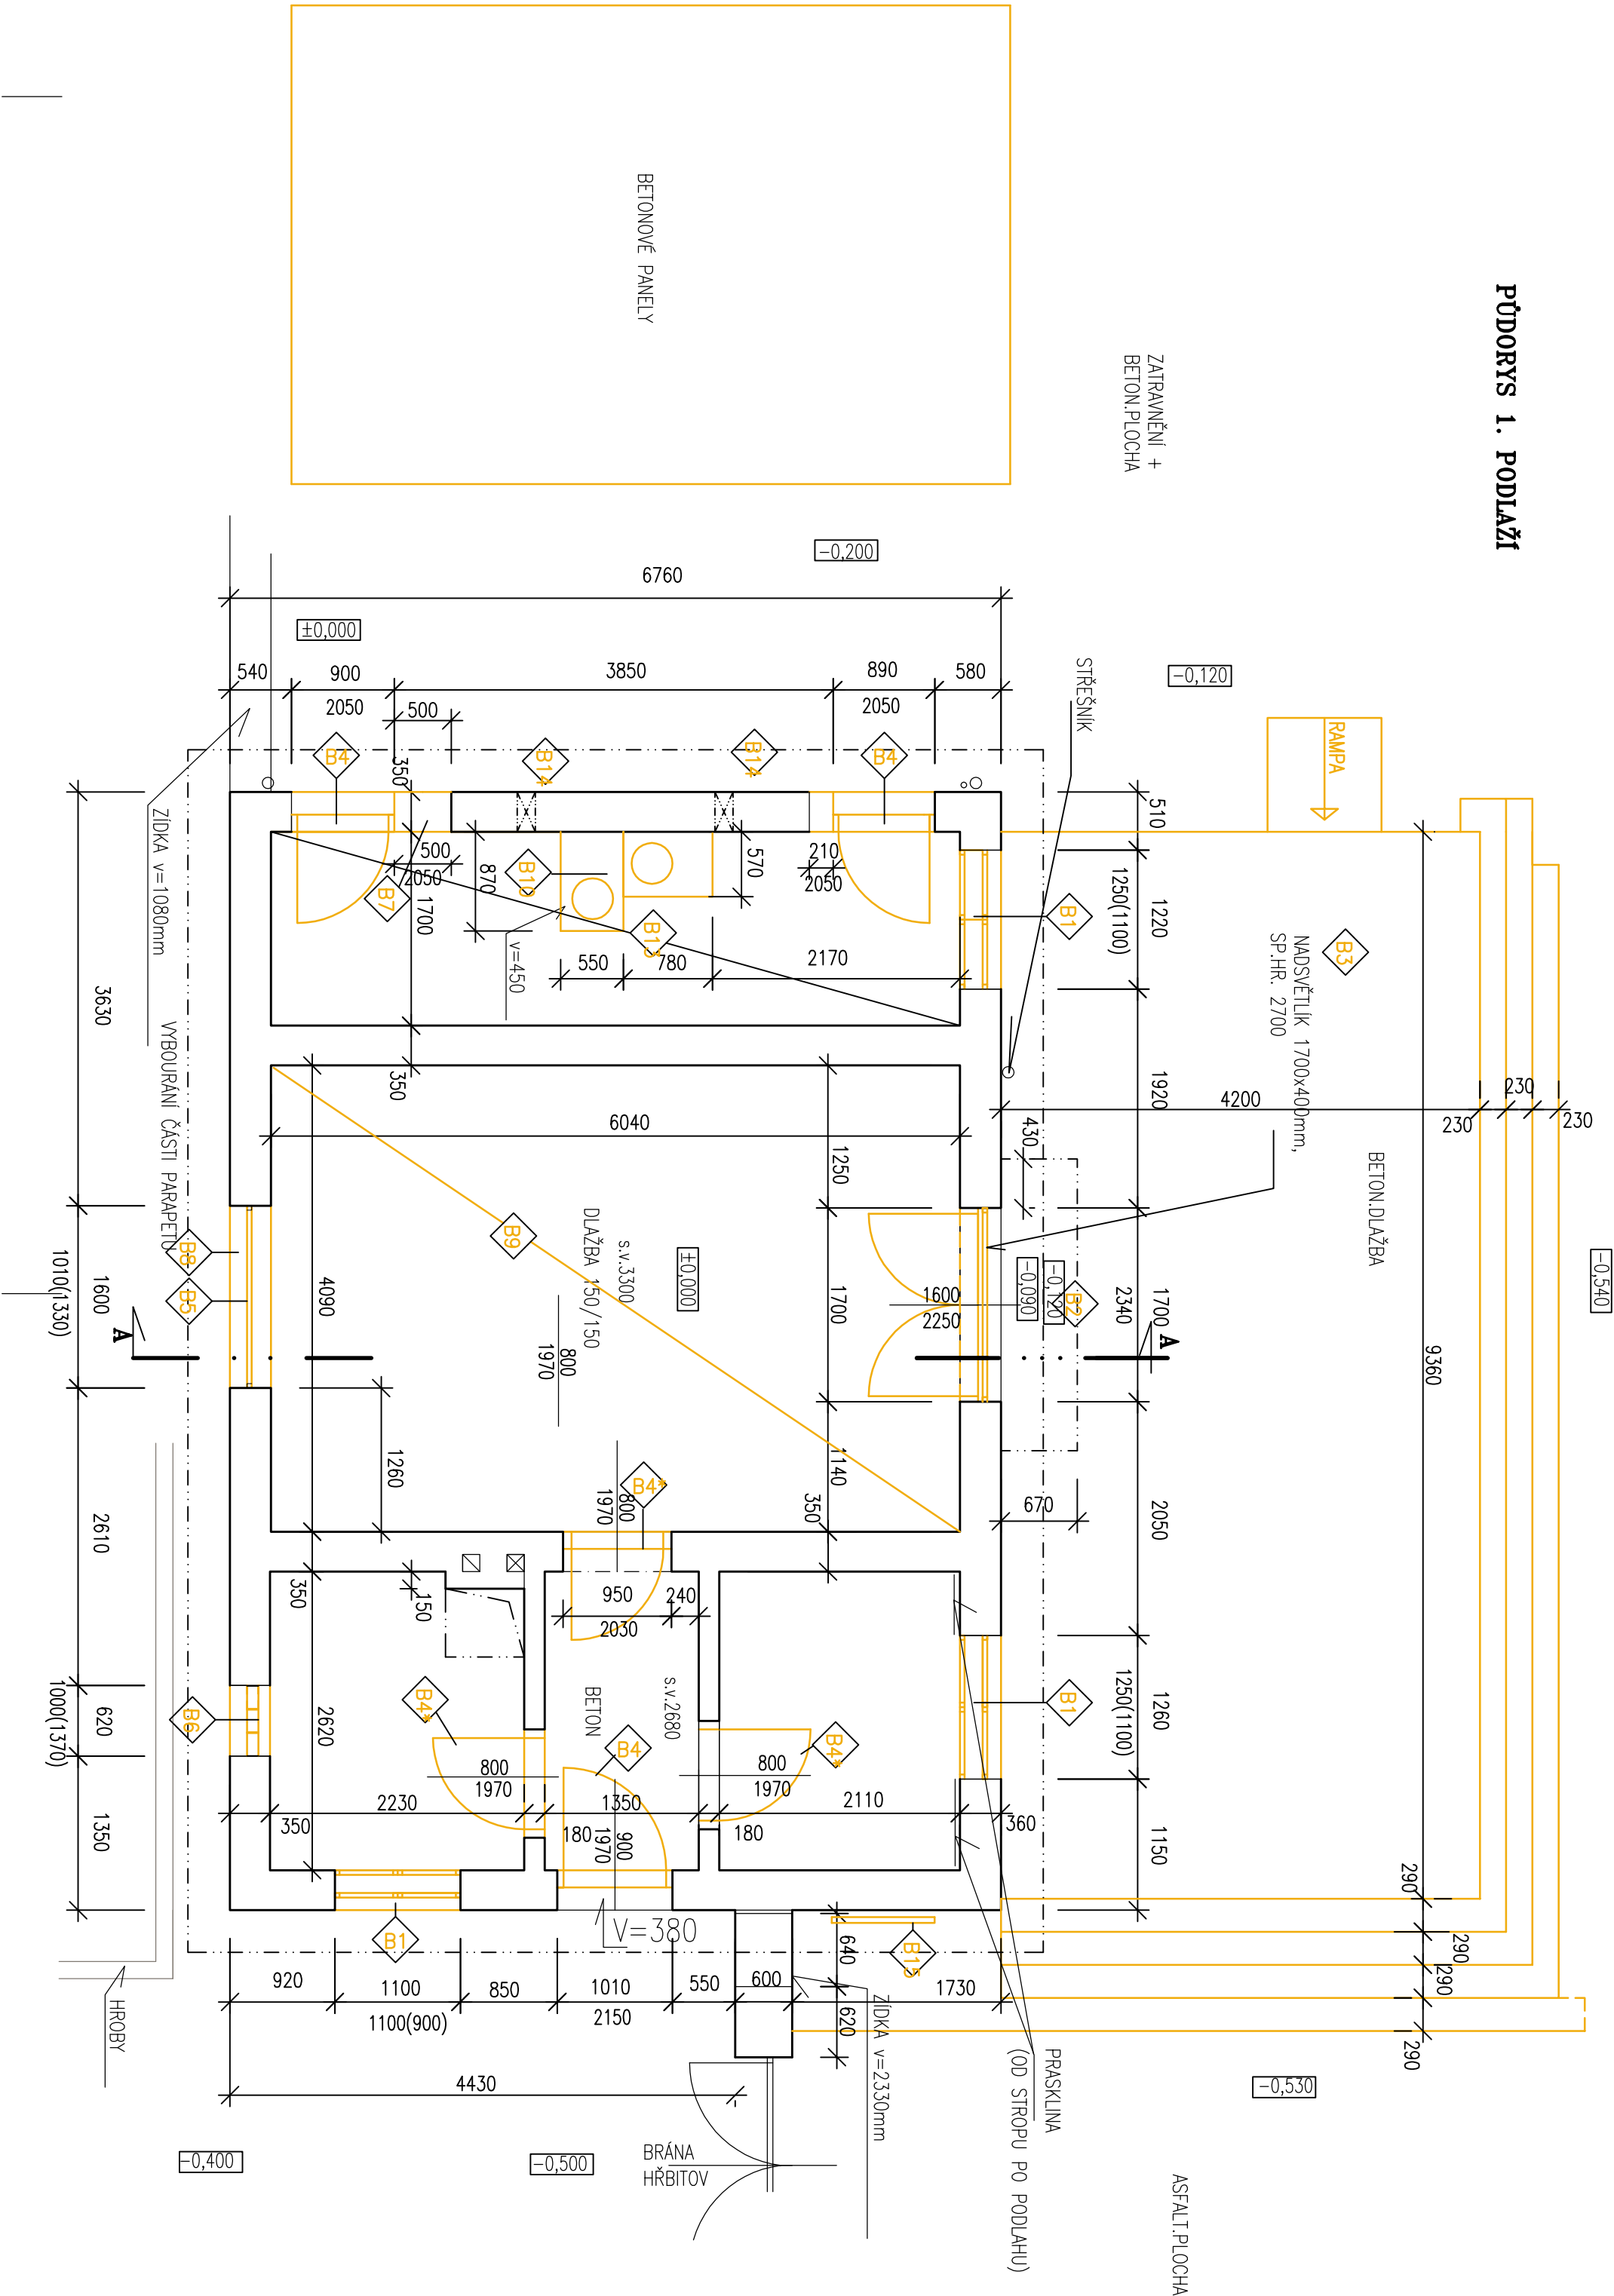 PŮDORYS 1. PODLAŽÍ
BETONOVÉ PANELY
ZATRAVNĚNÍ +
BETON.PLOCHA
-0,200
6760
±0,000
-0,120
540
900
2050
3850
890
2050
580
500
STŘEŠNÍK
RAMPA
B4
B14
B14
B4
350
510
ZÍDKA v=1080mm
500
2050
B7
870
1700
B10
B13
570
210
2050
v=450
550
780
2170
1250(1100)
1220
B1
B3
NADSVĚTLÍK 1700x400mm,
SP.HR. 2700
3630
VYBOURÁNÍ ČÁSTI PARAPETU
350
6040
1250
430
1920
4200
230
230
230
BETON.DLAŽBA
-0,540
B9
DLAŽBA 150/150
s.v.3300
±0,000
B8
B5
1010(1330)
1600
4090
1700
1600
2250
-0,090
-0,120
B2
2340
1700
A
A
9360
800
1970
1260
B4*
800
1970
1140
350
670
2050
2610
350
150
950
2030
240
B4*
BETON
s.v.2680
B4
B4*
B6
1000(1370)
620
2620
B1
1250(1100)
1260
800
1970
800
1970
2230
1350
2110
350
180
900
1970
180
360
1350
1150
290
290
290
290
B1
V=380
B15
640
620
920
1100
1100(900)
850
1010
2150
550
600
1730
HROBY
ZÍDKA v=2330mm
PRASKLINA
(OD STROPU PO PODLAHU)
4430
-0,530
-0,400
-0,500
BRÁNA
HŘBITOV
ASFALT.PLOCHA